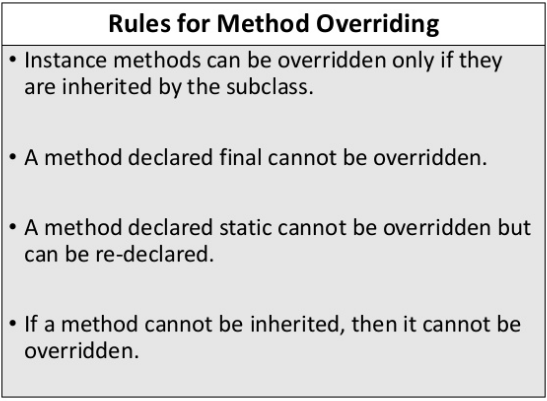 Rules for Method Overriding
• Instance methods can be overridden only if they
are inherited by the subclass.
• A method declared final cannot be overridden.
• A method declared static cannot be overridden but
can be re-declared.
• If a method cannot be inherited, then it cannot be
overridden.